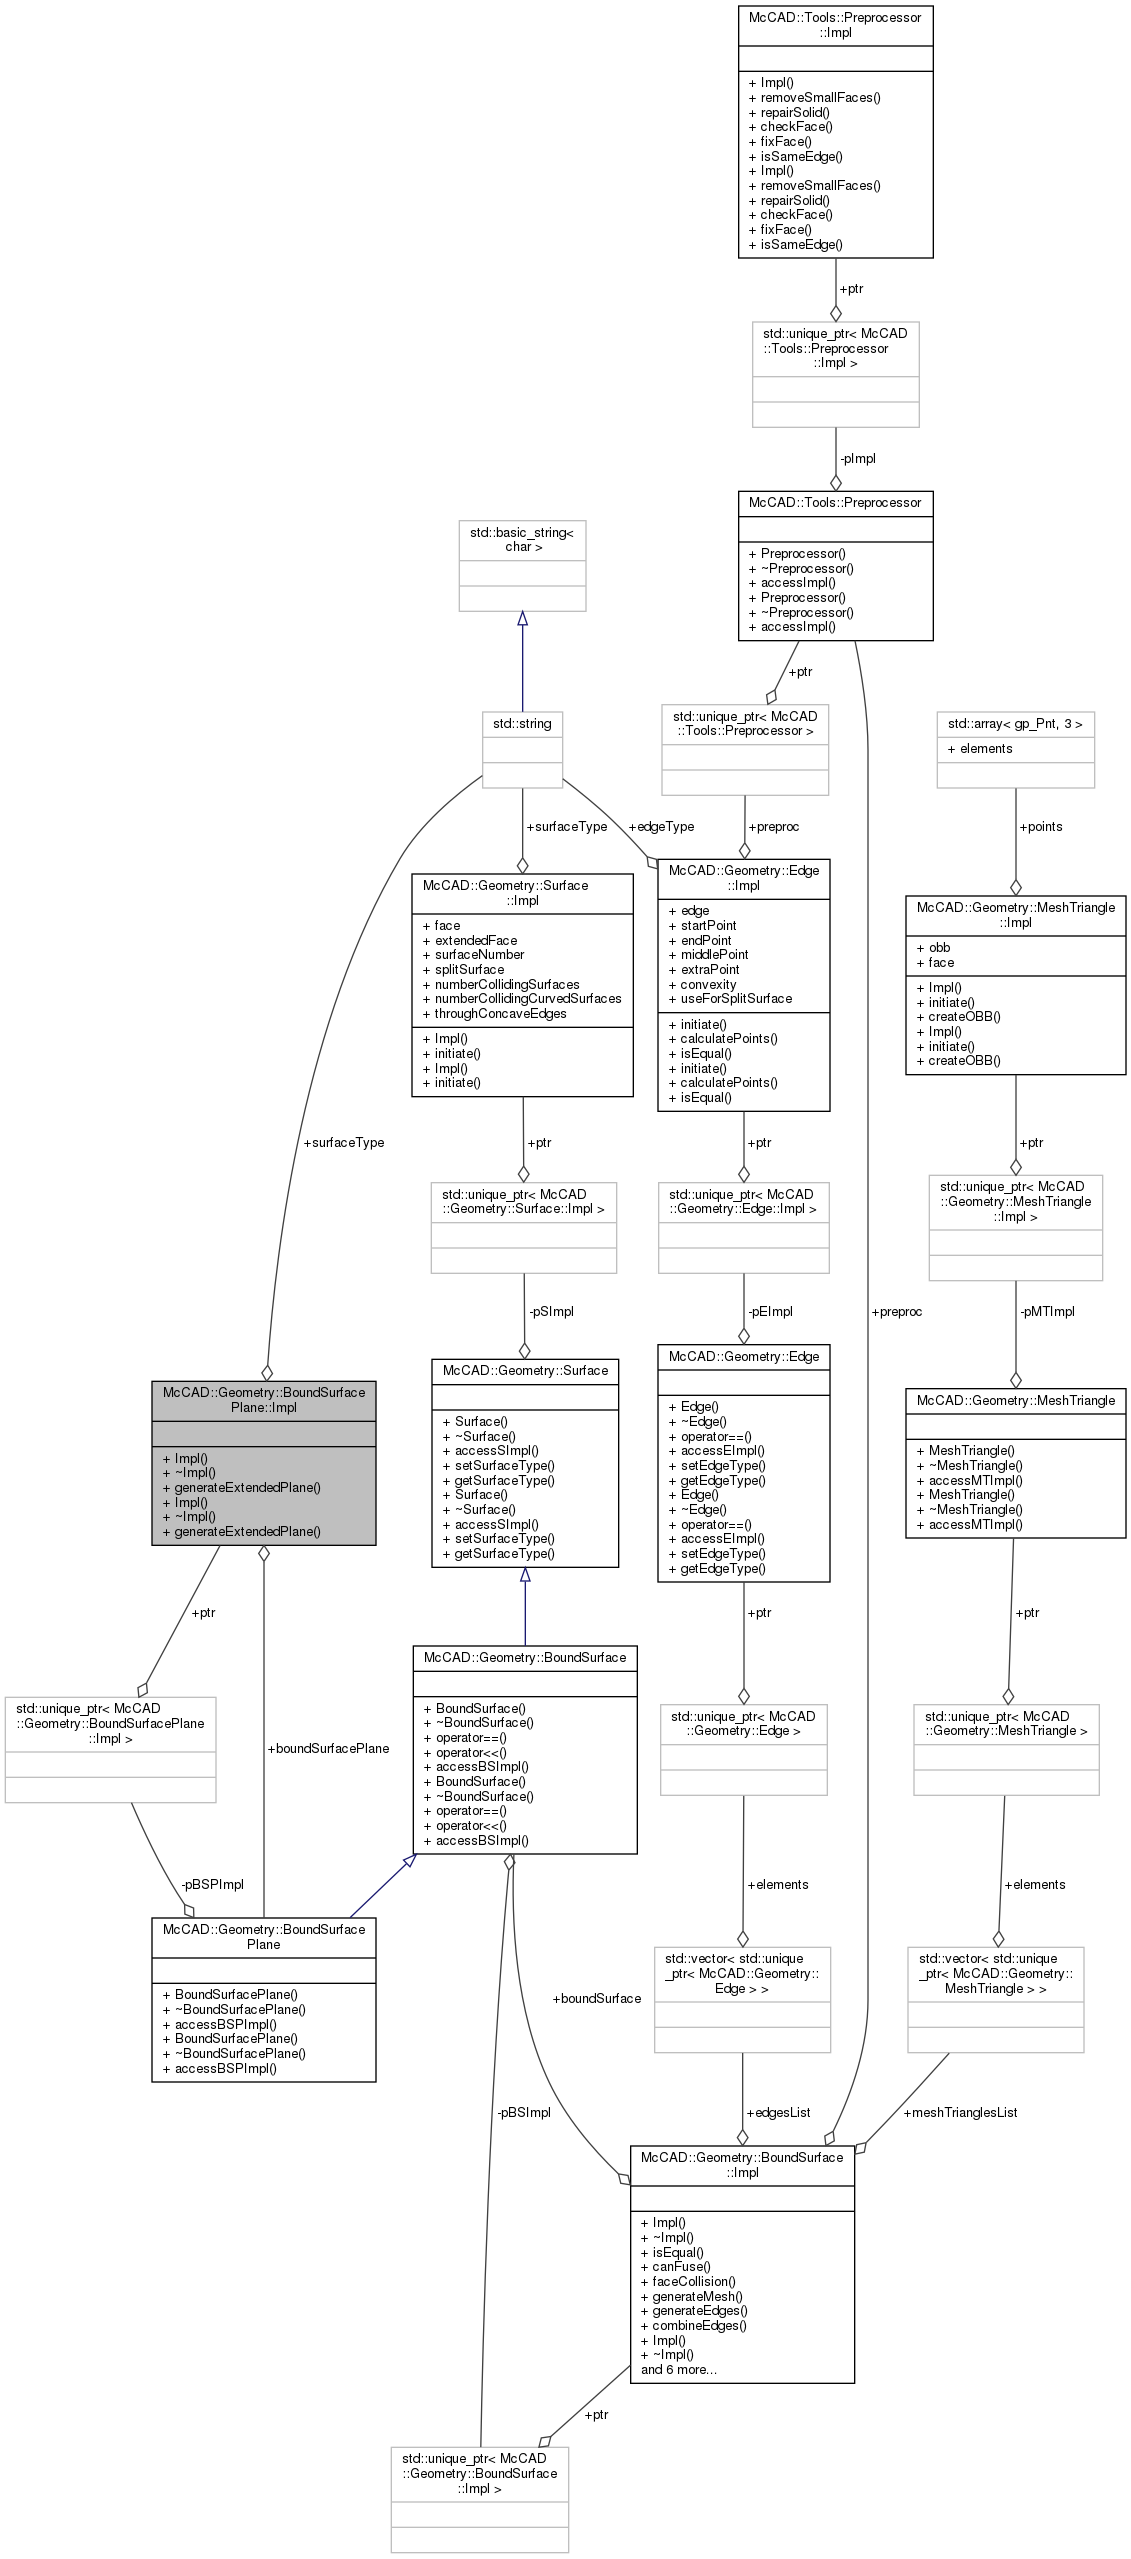 McCAD::Tools::Preprocessor
::Impl
+ Impl()
+ removeSmallFaces()
+ repairSolid()
+ checkFace()
+ fixFace()
+ isSameEdge()
+ Impl()
+ removeSmallFaces()
+ repairSolid()
+ checkFace()
+ fixFace()
+ isSameEdge()
+ptr
std::unique_ptr< McCAD
::Tools::Preprocessor
::Impl >
-pImpl
McCAD::Tools::Preprocessor
+ Preprocessor()
+ ~Preprocessor()
+ accessImpl()
+ Preprocessor()
+ ~Preprocessor()
+ accessImpl()
std::basic_string<
char >
+ptr
std::string
std::unique_ptr< McCAD
::Tools::Preprocessor >
std::array< gp_Pnt, 3 >
+ elements
+surfaceType
+edgeType
+preproc
+points
McCAD::Geometry::Surface
::Impl
+ face
+ extendedFace
+ surfaceNumber
+ splitSurface
+ numberCollidingSurfaces
+ numberCollidingCurvedSurfaces
+ throughConcaveEdges
+ Impl()
+ initiate()
+ Impl()
+ initiate()
McCAD::Geometry::Edge
::Impl
+ edge
+ startPoint
+ endPoint
+ middlePoint
+ extraPoint
+ convexity
+ useForSplitSurface
+ initiate()
+ calculatePoints()
+ isEqual()
+ initiate()
+ calculatePoints()
+ isEqual()
McCAD::Geometry::MeshTriangle
::Impl
+ obb
+ face
+ Impl()
+ initiate()
+ createOBB()
+ Impl()
+ initiate()
+ createOBB()
+surfaceType
+ptr
+ptr
+ptr
std::unique_ptr< McCAD
::Geometry::Surface::Impl >
std::unique_ptr< McCAD
::Geometry::Edge::Impl >
std::unique_ptr< McCAD
::Geometry::MeshTriangle
::Impl >
-pSImpl
-pEImpl
+preproc
-pMTImpl
McCAD::Geometry::BoundSurface
Plane::Impl
+ Impl()
+ ~Impl()
+ generateExtendedPlane()
+ Impl()
+ ~Impl()
+ generateExtendedPlane()
McCAD::Geometry::Surface
+ Surface()
+ ~Surface()
+ accessSImpl()
+ setSurfaceType()
+ getSurfaceType()
+ Surface()
+ ~Surface()
+ accessSImpl()
+ setSurfaceType()
+ getSurfaceType()
McCAD::Geometry::Edge
+ Edge()
+ ~Edge()
+ operator==()
+ accessEImpl()
+ setEdgeType()
+ getEdgeType()
+ Edge()
+ ~Edge()
+ operator==()
+ accessEImpl()
+ setEdgeType()
+ getEdgeType()
McCAD::Geometry::MeshTriangle
+ MeshTriangle()
+ ~MeshTriangle()
+ accessMTImpl()
+ MeshTriangle()
+ ~MeshTriangle()
+ accessMTImpl()
+ptr
+ptr
+ptr
std::unique_ptr< McCAD
::Geometry::BoundSurfacePlane
::Impl >
+boundSurfacePlane
McCAD::Geometry::BoundSurface
+ BoundSurface()
+ ~BoundSurface()
+ operator==()
+ operator<<()
+ accessBSImpl()
+ BoundSurface()
+ ~BoundSurface()
+ operator==()
+ operator<<()
+ accessBSImpl()
std::unique_ptr< McCAD
::Geometry::Edge >
std::unique_ptr< McCAD
::Geometry::MeshTriangle >
-pBSPImpl
+elements
+elements
McCAD::Geometry::BoundSurface
Plane
+ BoundSurfacePlane()
+ ~BoundSurfacePlane()
+ accessBSPImpl()
+ BoundSurfacePlane()
+ ~BoundSurfacePlane()
+ accessBSPImpl()
+boundSurface
std::vector< std::unique
_ptr< McCAD::Geometry::
Edge > >
std::vector< std::unique
_ptr< McCAD::Geometry::
MeshTriangle > >
-pBSImpl
+edgesList
+meshTrianglesList
McCAD::Geometry::BoundSurface
::Impl
+ Impl()
+ ~Impl()
+ isEqual()
+ canFuse()
+ faceCollision()
+ generateMesh()
+ generateEdges()
+ combineEdges()
+ Impl()
+ ~Impl()
and 6 more...
+ptr
std::unique_ptr< McCAD
::Geometry::BoundSurface
::Impl >